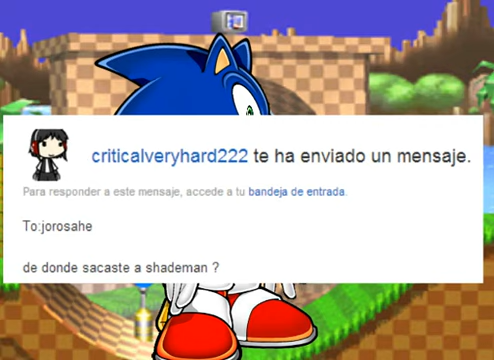 criticalveryhard222 te ha enviado un mensaje.
Para responder a este mensaje, accede a tu bandeja de entrada.
To:jorosahe
de donde sacaste a shademan ?